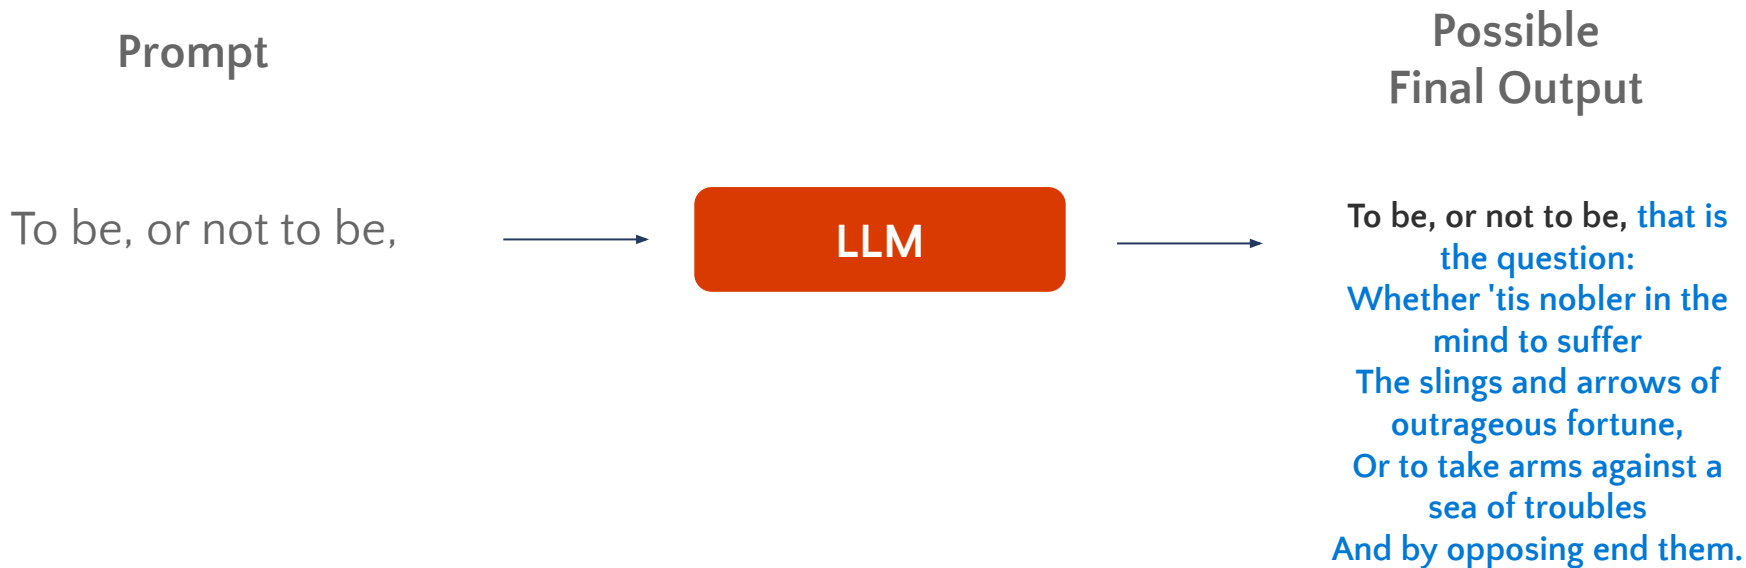 Prompt
Possible
Final Output
To be, or not to be,
LLM
To be, or not to be, that is
the question:
Whether 'tis nobler in the
mind to suffer
The slings and arrows of
outrageous fortune,
Or to take arms against a
sea of troubles
And by opposing end them.